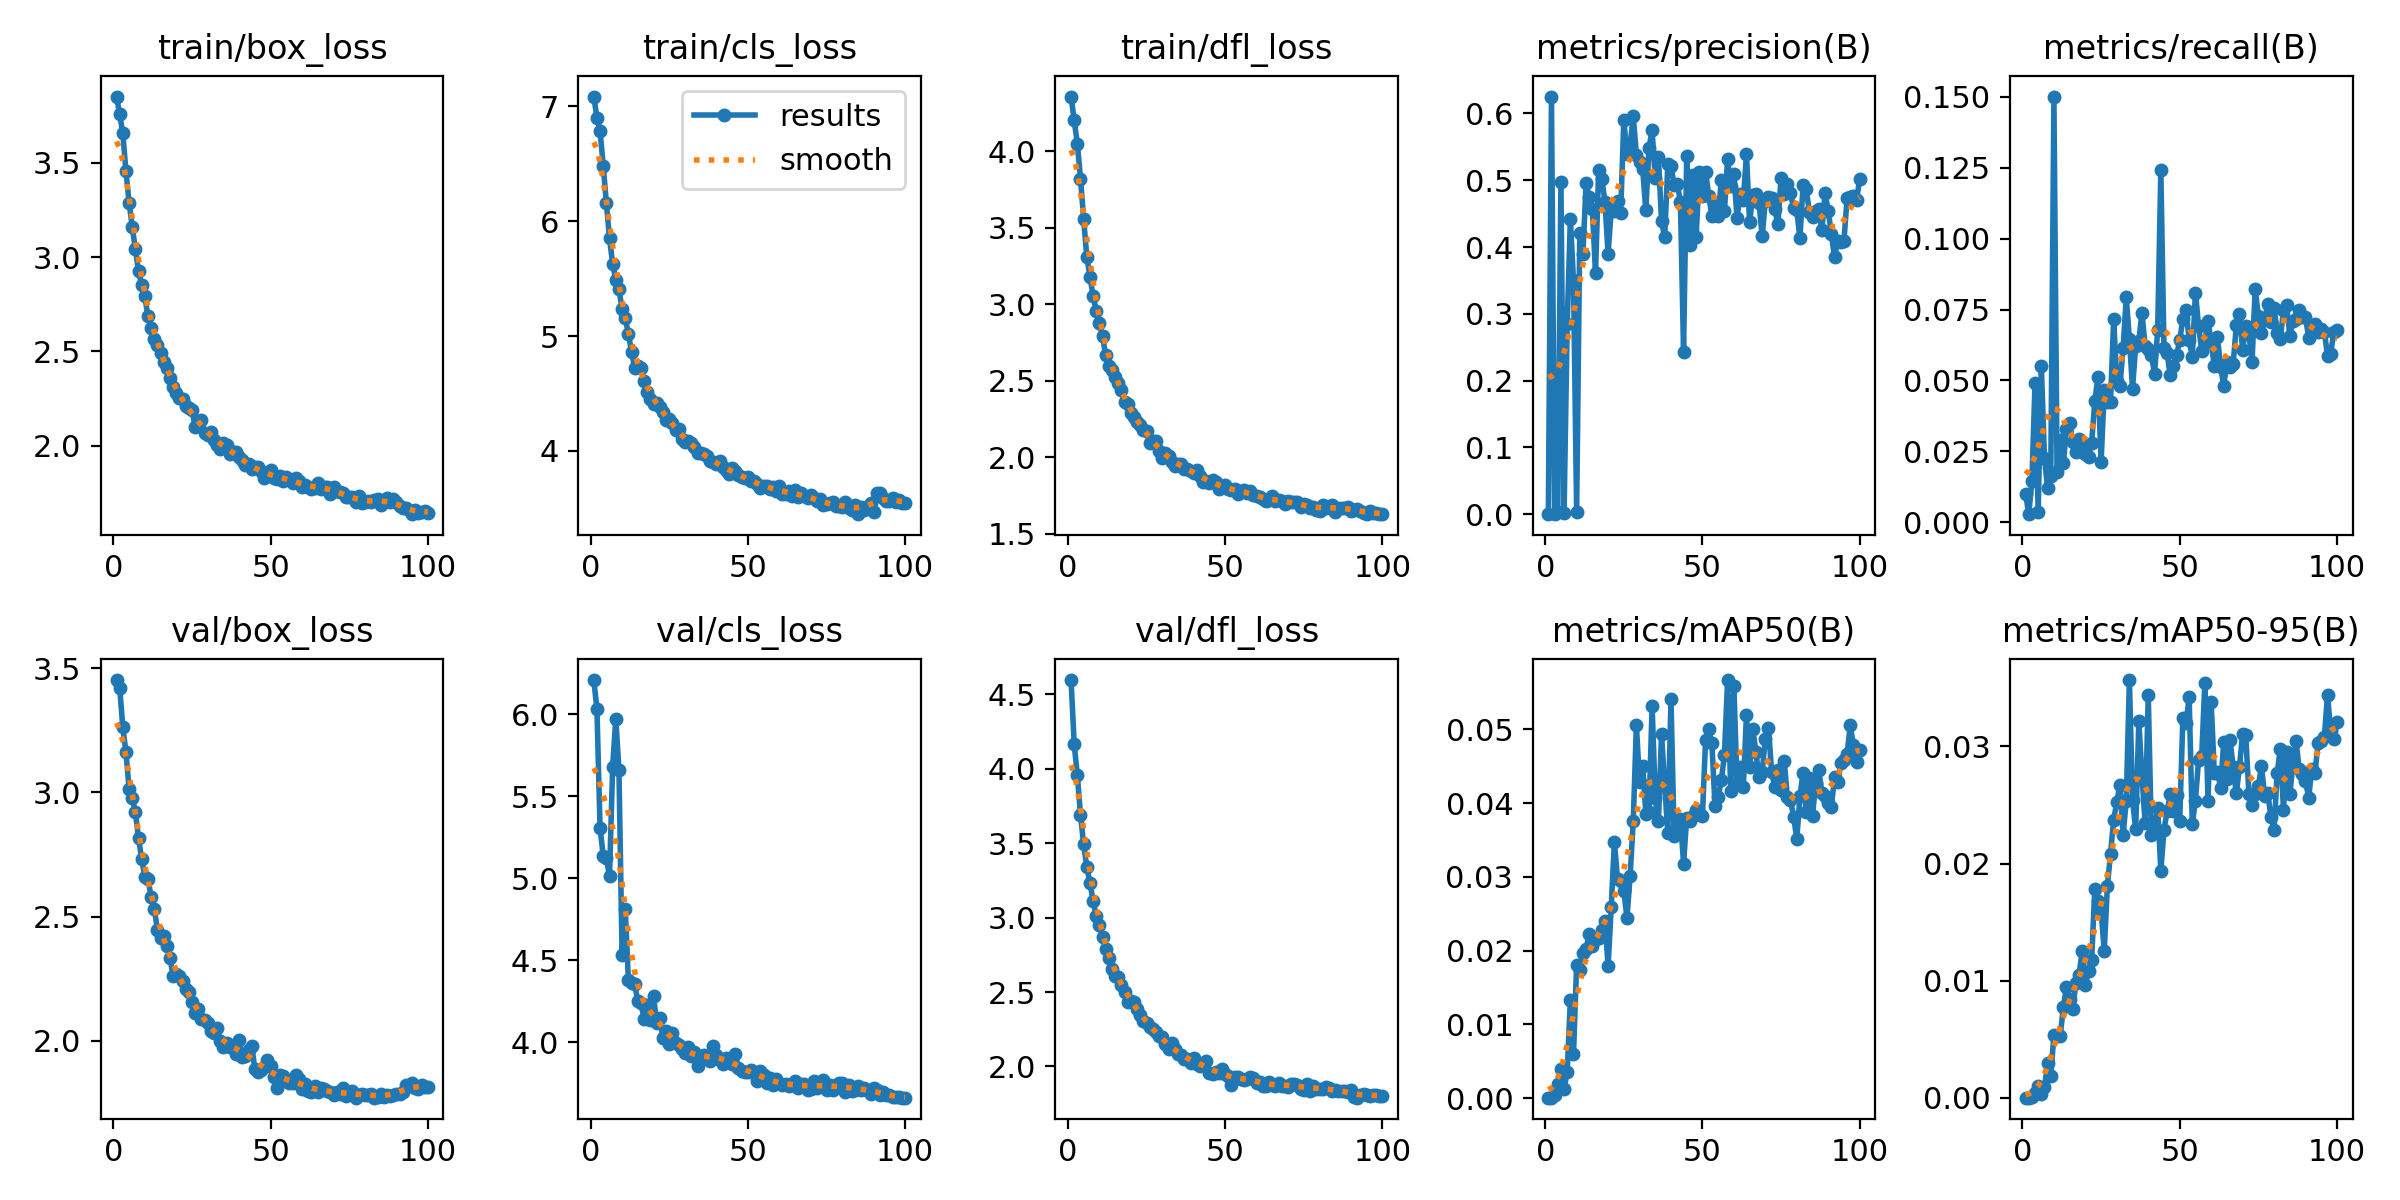 train/box_loss
3.5
3.0
2.5
2.0
0 50 100
train/cls_loss
results
smooth
7
6
5
4
0 50 100
train/dfl_loss
4.0
3.5
3.0
2.5
2.0
1.5
0 50 100
metrics/precision(B)
0.6
0.5
0.4
0.3
0.2
0.1
0.0
0 50 100
metrics/recall(B)
0.150
0.125
0.100
0.075
0.050
0.025
0.000
0 50 100
val/box_loss
3.5
3.0
2.5
2.0
0 50 100
val/cls_loss
6.0
5.5
5.0
4.5
4.0
0 50 100
val/dfl_loss
4.5
4.0
3.5
3.0
2.5
2.0
0 50 100
metrics/mAP50(B)
0.05
0.04
0.03
0.02
0.01
0.00
0 50 100
metrics/mAP50-95(B)
0.03
0.02
0.01
0.00
0 50 100